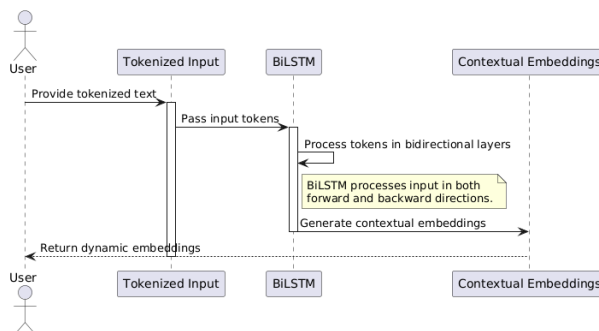 User
Tokenized Input
BiLSTM
Contextual Embeddings
Provide tokenized text
Pass input tokens
Process tokens in bidirectional layers
BiLSTM processes input in both
forward and backward directions.
Generate contextual embeddings
Return dynamic embeddings
User
Tokenized Input
BiLSTM
Contextual Embeddings